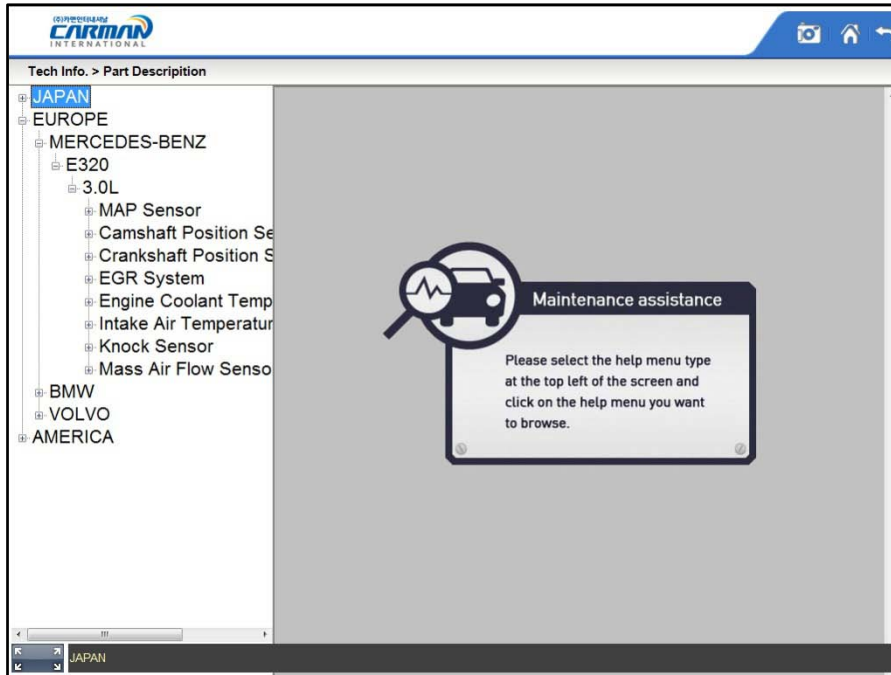 (주)카맨인터내셔날
CARMAN
INTERNATIONAL
Tech Info. > Part Descripition
JAPAN
EUROPE
MERCEDES-BENZ
E320
3.0L
MAP Sensor
Camshaft Position Se
Crankshaft Position S
EGR System
Engine Coolant Temp
Intake Air Temperatur
Knock Sensor
Mass Air Flow Senso
BMW
VOLVO
AMERICA
Maintenance assistance
Please select the help menu type
at the top left of the screen and
click on the help menu you want
to browse.
JAPAN